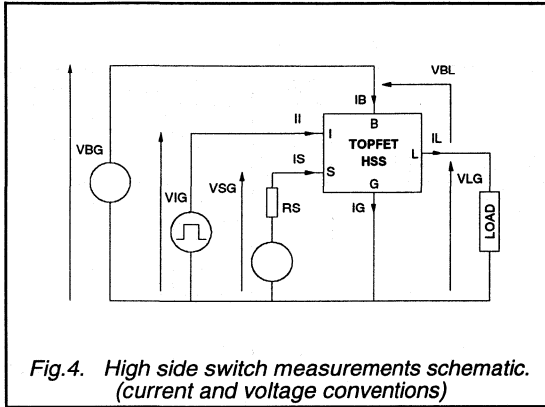 VBL
IB
B
II
I
TOPFET
HSS
IL
L
VBG
IS
S
VSG
VIG
G
VLG
RS
IG
LOAD
Fig.4. High side switch measurements schematic.
(current and voltage conventions)